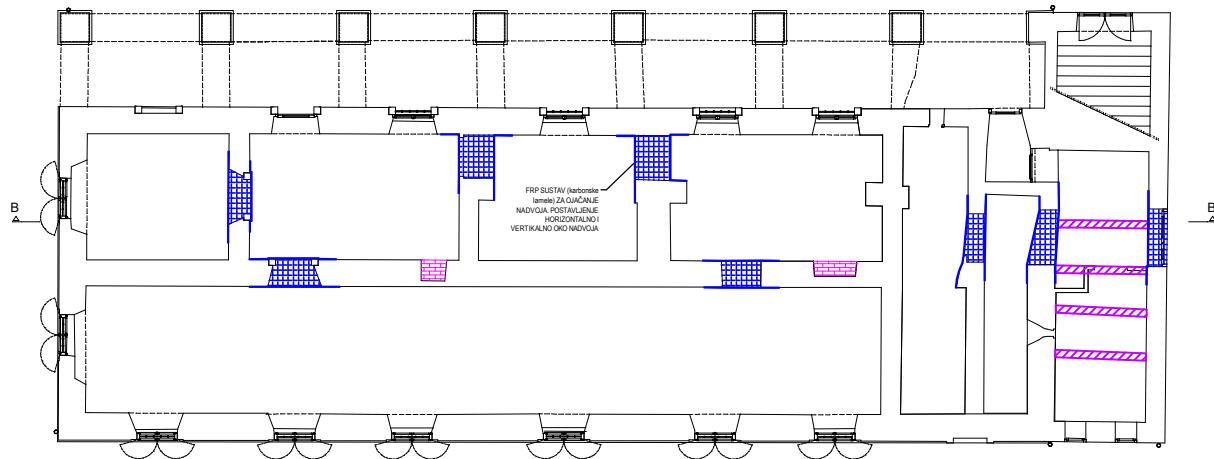 B
B
FRP SUSTAV (karbonske
lamele) ZA OJAČANJE
NADVOJA. POSTAVLJENJE
HORIZONTALNO I
VERTIKALNO OKO NADVOJA